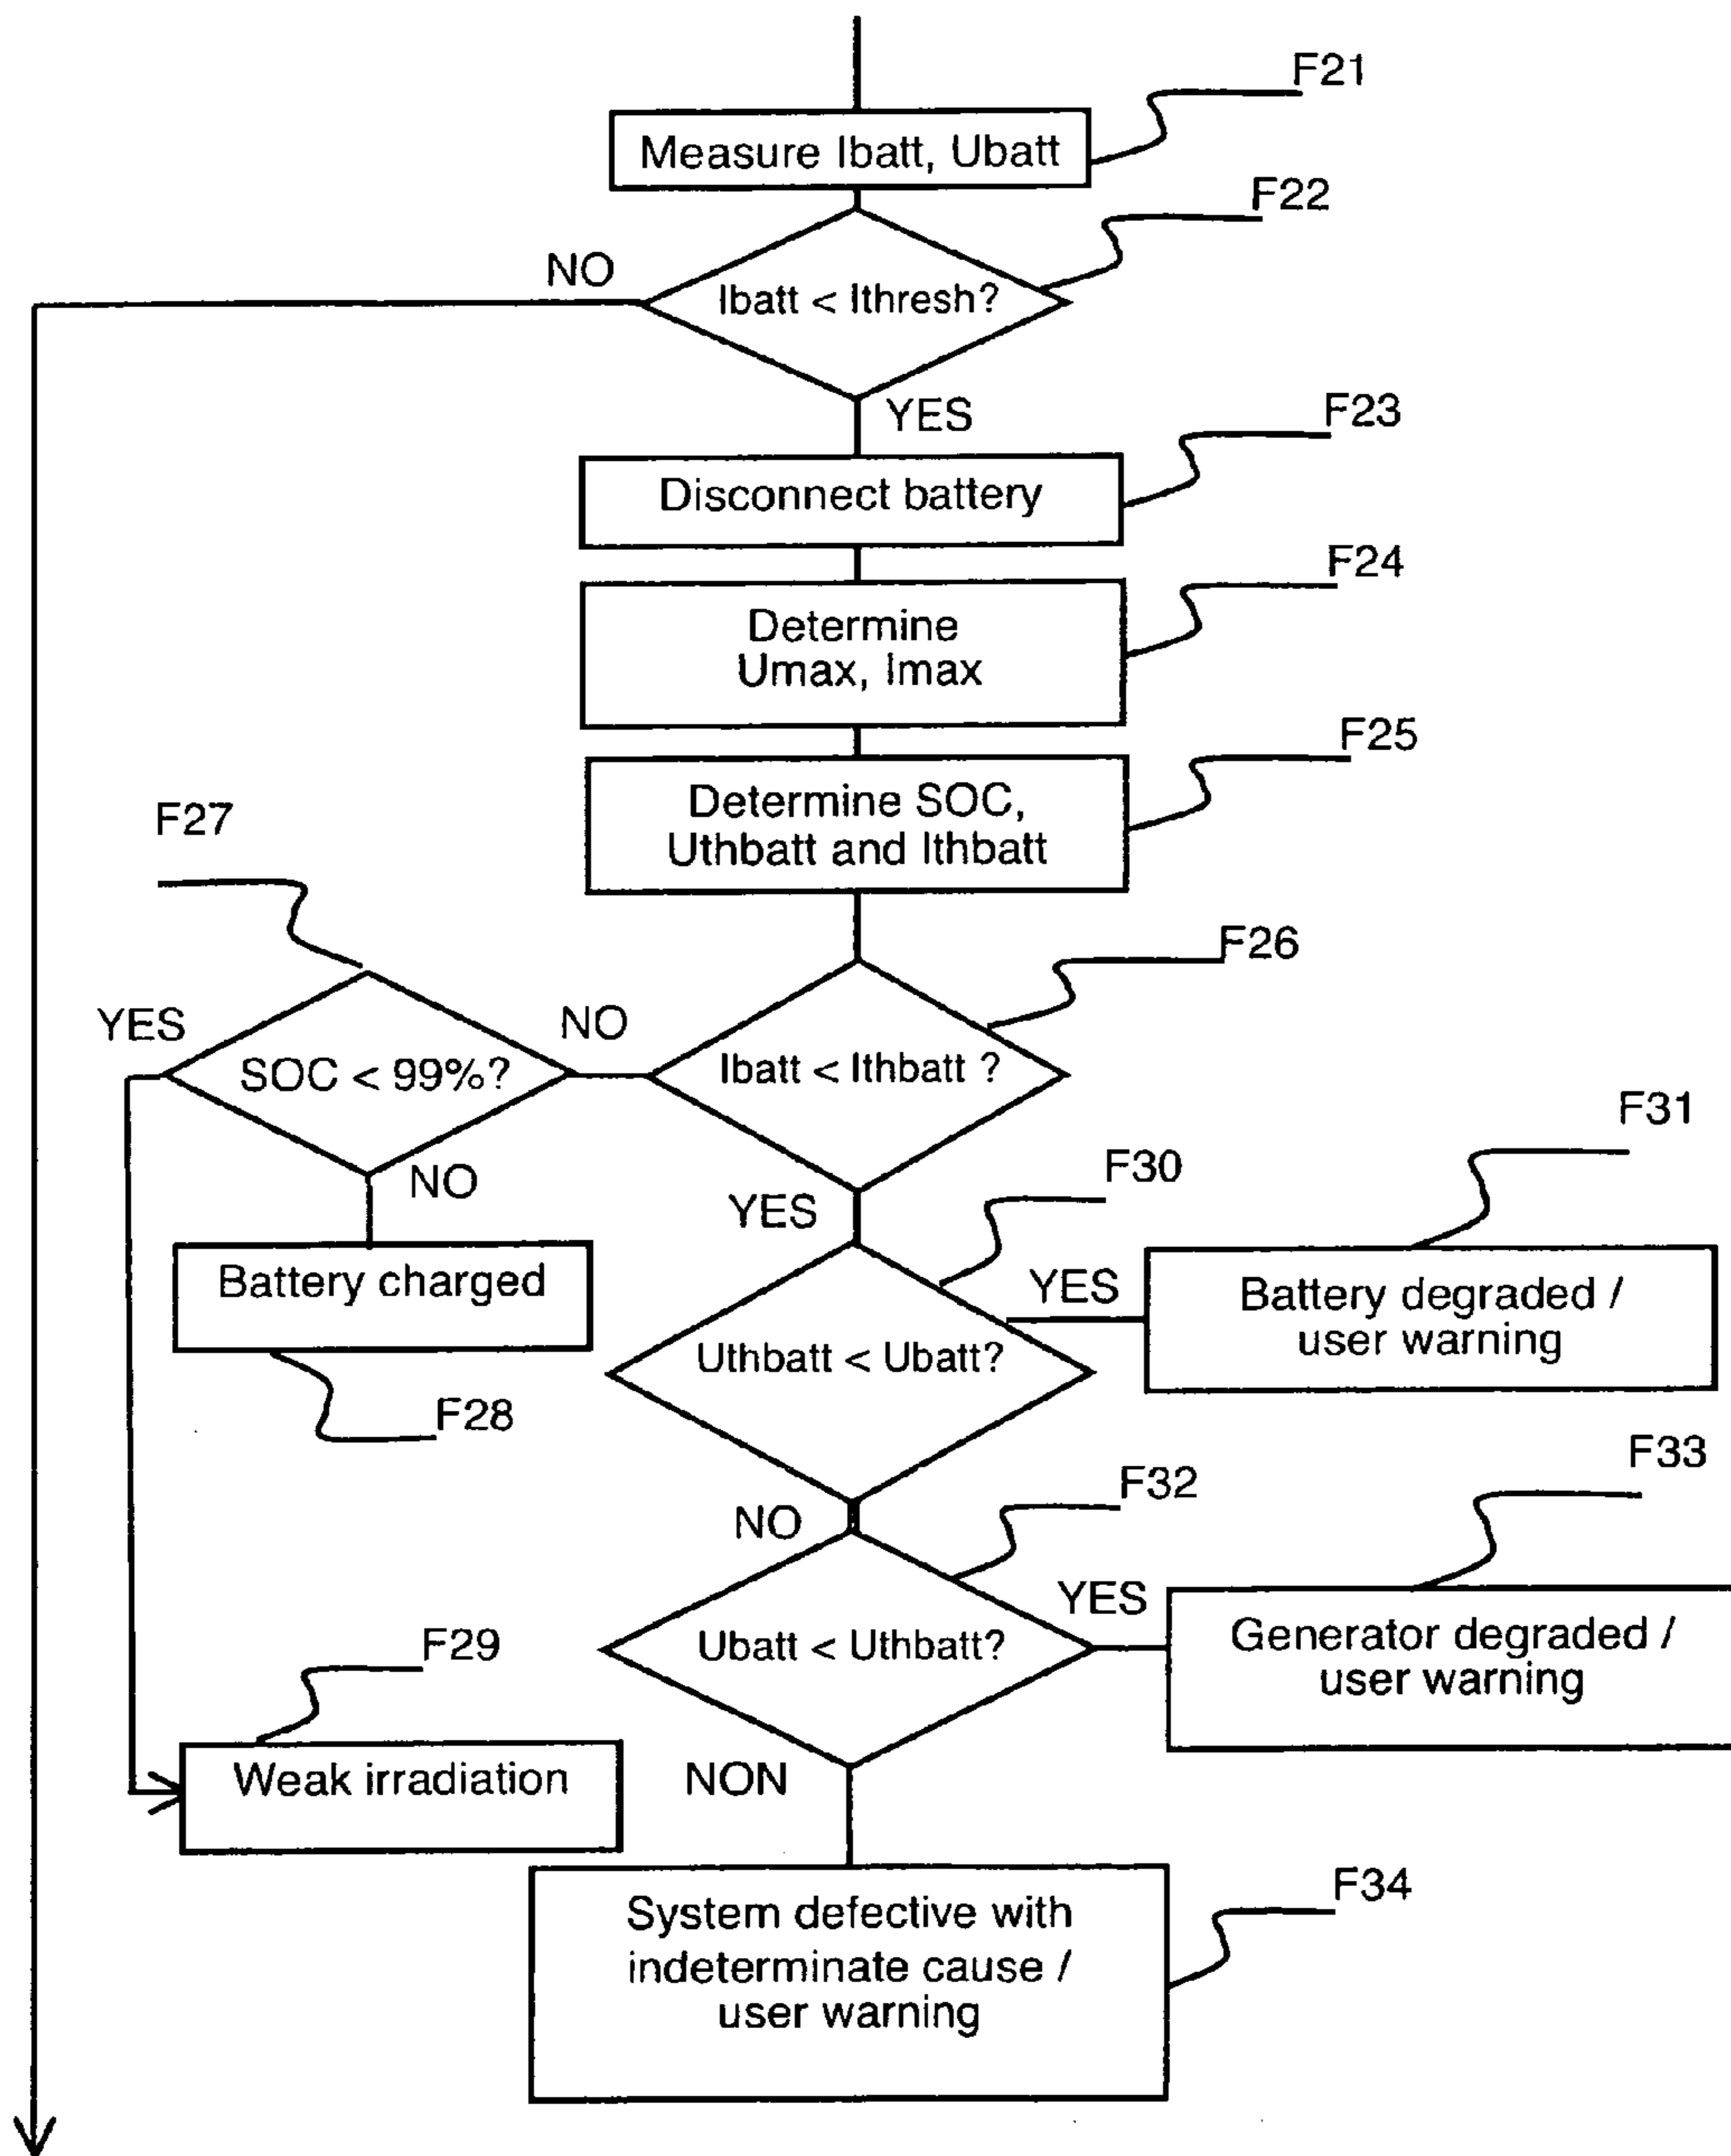 F21
Measure Ibatt, Ubatt
F22
NO
Ibatt < Ithresh?
YES
F23
Disconnect battery
F24
Determine
Umax, Imax
F25
Determine SOC,
Uthbatt and Ithbatt
F27
F26
YES
NO
SOC < 99%?
Ibatt < Ithbatt ?
F31
NO
YES
F30
Battery charged
YES
Battery degraded /
user warning
Uthbatt < Ubatt?
F28
F33
F32
NO
YES
Generator degraded /
user warning
Ubatt < Uthbatt?
F29
Weak irradiation
NON
F34
System defective with
indeterminate cause /
user warning